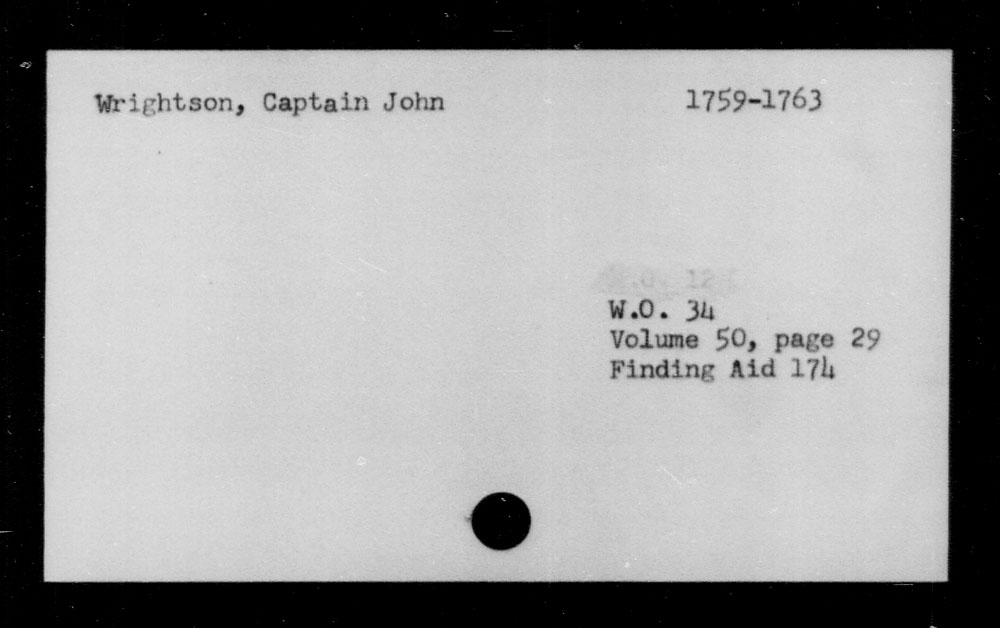 Wrightson, Captain John 1759-1763
W.O. 34
Volume 50, page 29
Finding Aid 174